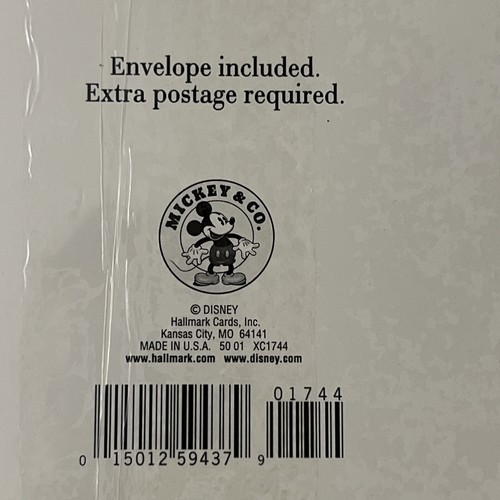 Envelope included.
Extra postage required.
MICKEY & CO.
© DISNEY
Hallmark Cards, Inc.
Kansas City, MO 64141
MADE IN U.S.A. 50 01 XC1744
www.hallmark.com www.disney.com
01744
0 15012 59437 9